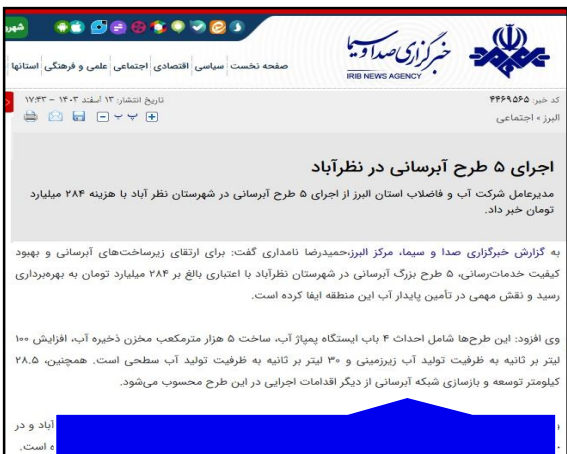 شهرو
خبرگزاری صدا و سیما
IRIB NEWS AGENCY
صفحه نخست | سیاسی | اقتصادی | اجتماعی | علمی و فرهنگی | استانها
کد خبر: ۴۴۶۹۵۶۵
تاریخ انتشار: ۱۳ اسفند ۱۴۰۳ - ۱۷:۴۳
البرز » اجتماعی
ب ب
اجرای ۵ طرح آبرسانی در نظرآباد
مدیرعامل شرکت آب و فاضلاب استان البرز از اجرای ۵ طرح آبرسانی در شهرستان نظر آباد با هزینه ۲۸۴ میلیارد
تومان خبر داد.
به گزارش خبرگزاری صدا و سیما، مرکز البرز،حمیدرضا نامداری گفت: برای ارتقای زیرساخت‌های آبرسانی و بهبود
کیفیت خدمات‌رسانی، ۵ طرح بزرگ آبرسانی در شهرستان نظرآباد با اعتباری بالغ بر ۲۸۴ میلیارد تومان به بهره‌برداری
رسید و نقش مهمی در تأمین پایدار آب این منطقه ایفا کرده است.
وی افزود: این طرح‌ها شامل احداث ۴ باب ایستگاه پمپاژ آب، ساخت ۵ هزار مترمکعب مخزن ذخیره آب، افزایش ۱۰۰
لیتر بر ثانیه به ظرفیت تولید آب زیرزمینی و ۳۰ لیتر بر ثانیه به ظرفیت تولید آب سطحی است. همچنین، ۲۸.۵
کیلومتر توسعه و بازسازی شبکه آبرسانی از دیگر اقدامات اجرایی در این طرح محسوب می‌شود.
آباد و در
است.